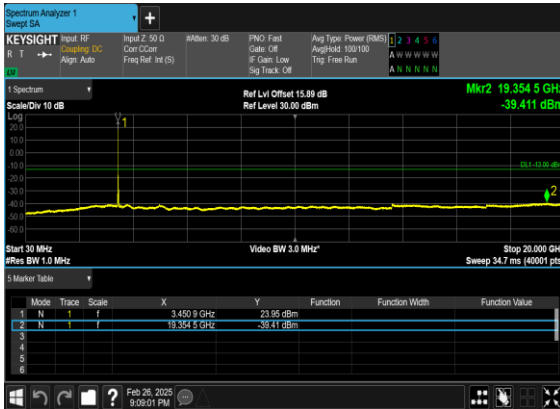 Spectrum Analyzer 1
Swept SA
+
KEYSIGHT Input: RF Input Z: 50 Ω #Atten: 30 dB PNO: Fast Avg Type: Power (RMS) 1 2 3 4 5 6
R T Coupling: DC Corr CCorr Gate: Off Avg|Hold: 100/100 A W W W W W
Align: Auto Freq Ref: Int (S) IF Gain: Low Trig: Free Run
Sig Track: Off A N N N N N
LXI
1 Spectrum Ref Lvl Offset 15.89 dB Mkr2 19.354 5 GHz
Scale/Div 10 dB Ref Level 30.00 dBm -39.411 dBm
Log
1
20.0
10.0
0.00
-10.0
DL1 -13.00 dBm
-20.0
-30.0
2
-40.0
-50.0
-60.0
Start 30 MHz Video BW 3.0 MHz* Stop 20.000 GHz
#Res BW 1.0 MHz Sweep 34.7 ms (40001 pts)
5 Marker Table
Mode Trace Scale X Y Function Function Width Function Value
1 N 1 f 3.450 9 GHz 23.95 dBm
2 N 1 f 19.354 5 GHz -39.41 dBm
3
4
5
6
? Feb 26, 2025
9:09:01 PM